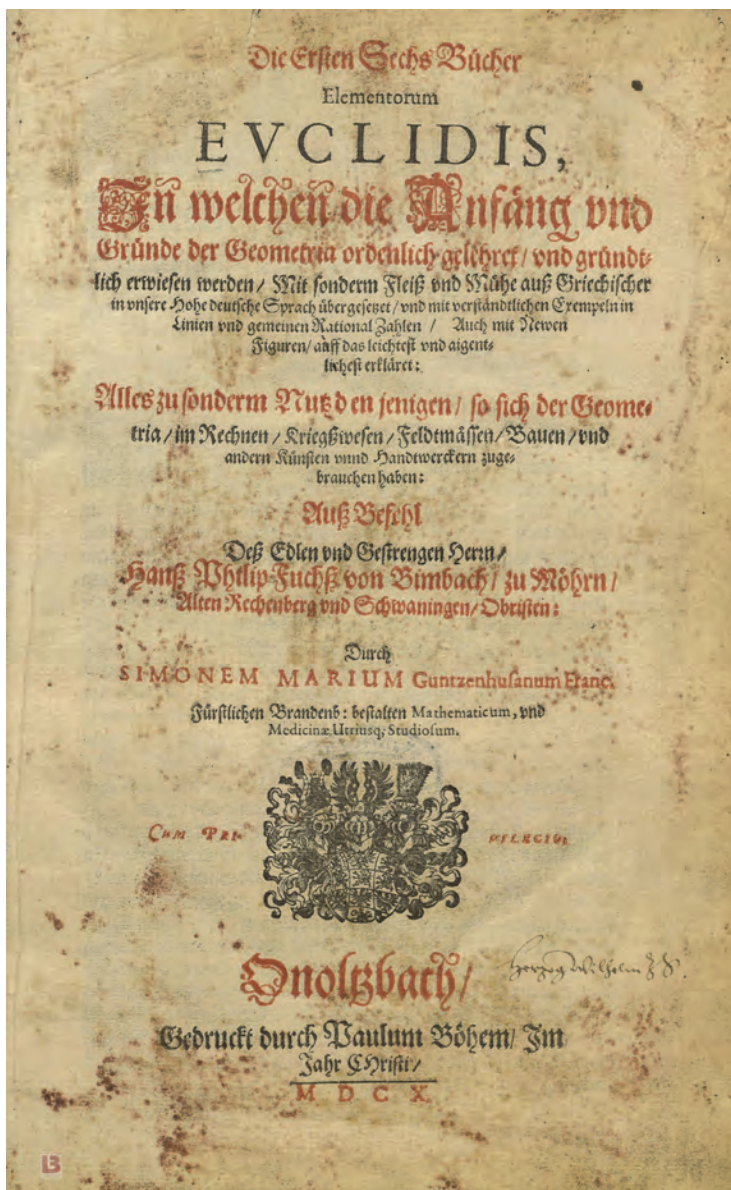 Die Ersten Sechs Bücher
Elementorum
EVCLIDIS,
In welchen die Anfäng vnd
Gründe der Geometria ordenlich gelehret / vnd gründt-
lich erwiesen werden / Mit sonderm Fleiß vnd Mühe auß Griechischer
in vnsere Hohe deutsche Sprach übergesetzet / vnd mit verständtlichen Exempeln in
Linien vnd gemeinen Rational Zahlen / Auch mit Newen
Figuren / auff das leichtest vnd aigent-
lichest erkläret:
Alles zu sonderm Nutz den jenigen / so sich der Geome-
tria / im Rechnen / Kriegßwesen / Feldtmässen / Bauen / vnd
andern Künsten vnnd Handtwerckern zuge-
brauchen haben:
Auß Befehl
Deß Edlen vnd Gestrengen Herrn /
Hanß Philip Fuchß von Bimbach / zu Möhrn /
Alten Rechenberg vnd Schwaningen / Obristen:
Durch
SIMONEM MARIUM Guntzenhusanum Franc.
Fürstlichen Brandenb: bestalten Mathematicum, vnd
Medicinæ Utriusq; Studiosum.
CUM PRI- VILEGIO,
Onoltzbach /
Herzog Wilhelm
Gedruckt durch Paulum Böhem / Im
Jahr CHristi /
M D C X.